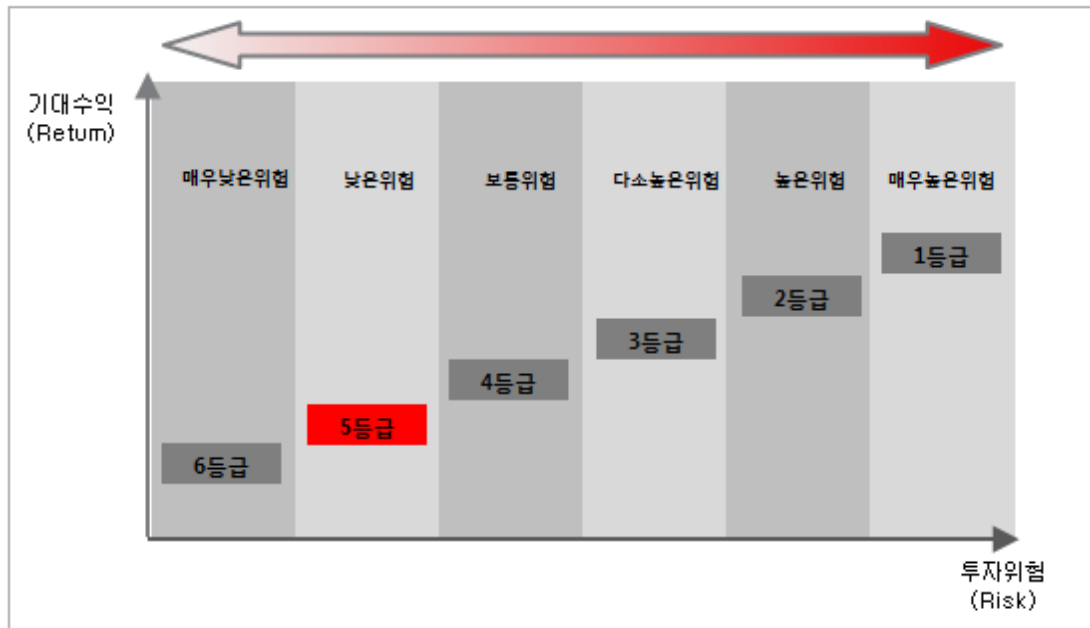 기대수익
(Retum)
매우낮은위험
낮은위험
보통위험
다소높은위험
높은위험
매우높은위험
1등급
2등급
3등급
4등급
5등급
6등급
투자위험
(Risk)